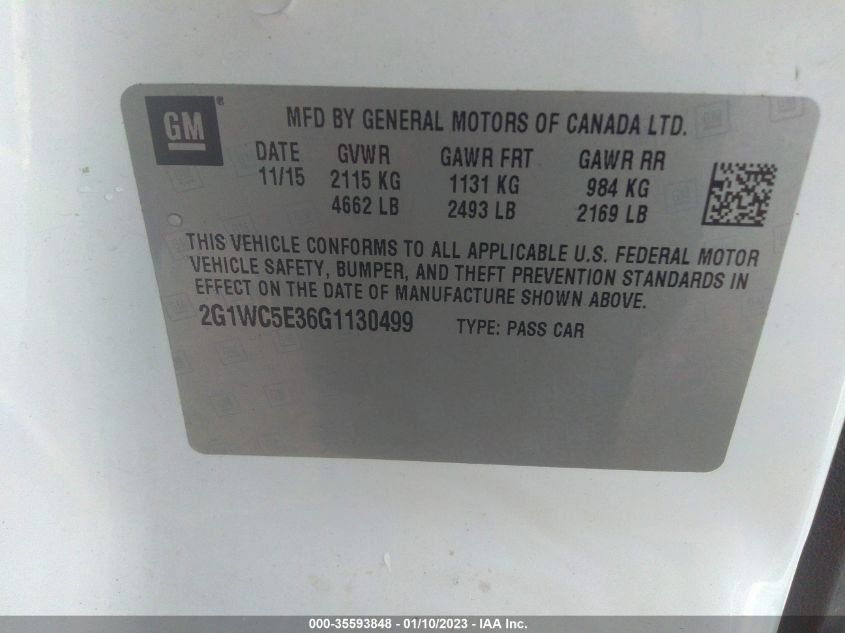 GM ®
MFD BY GENERAL MOTORS OF CANADA LTD.
DATE GVWR GAWR FRT GAWR RR
11/15 2115 KG 1131 KG 984 KG
4662 LB 2493 LB 2169 LB
THIS VEHICLE CONFORMS TO ALL APPLICABLE U.S. FEDERAL MOTOR
VEHICLE SAFETY, BUMPER, AND THEFT PREVENTION STANDARDS IN
EFFECT ON THE DATE OF MANUFACTURE SHOWN ABOVE.
2G1WC5E36G1130499 TYPE: PASS CAR
000-35593848 - 01/10/2023 - IAA Inc.